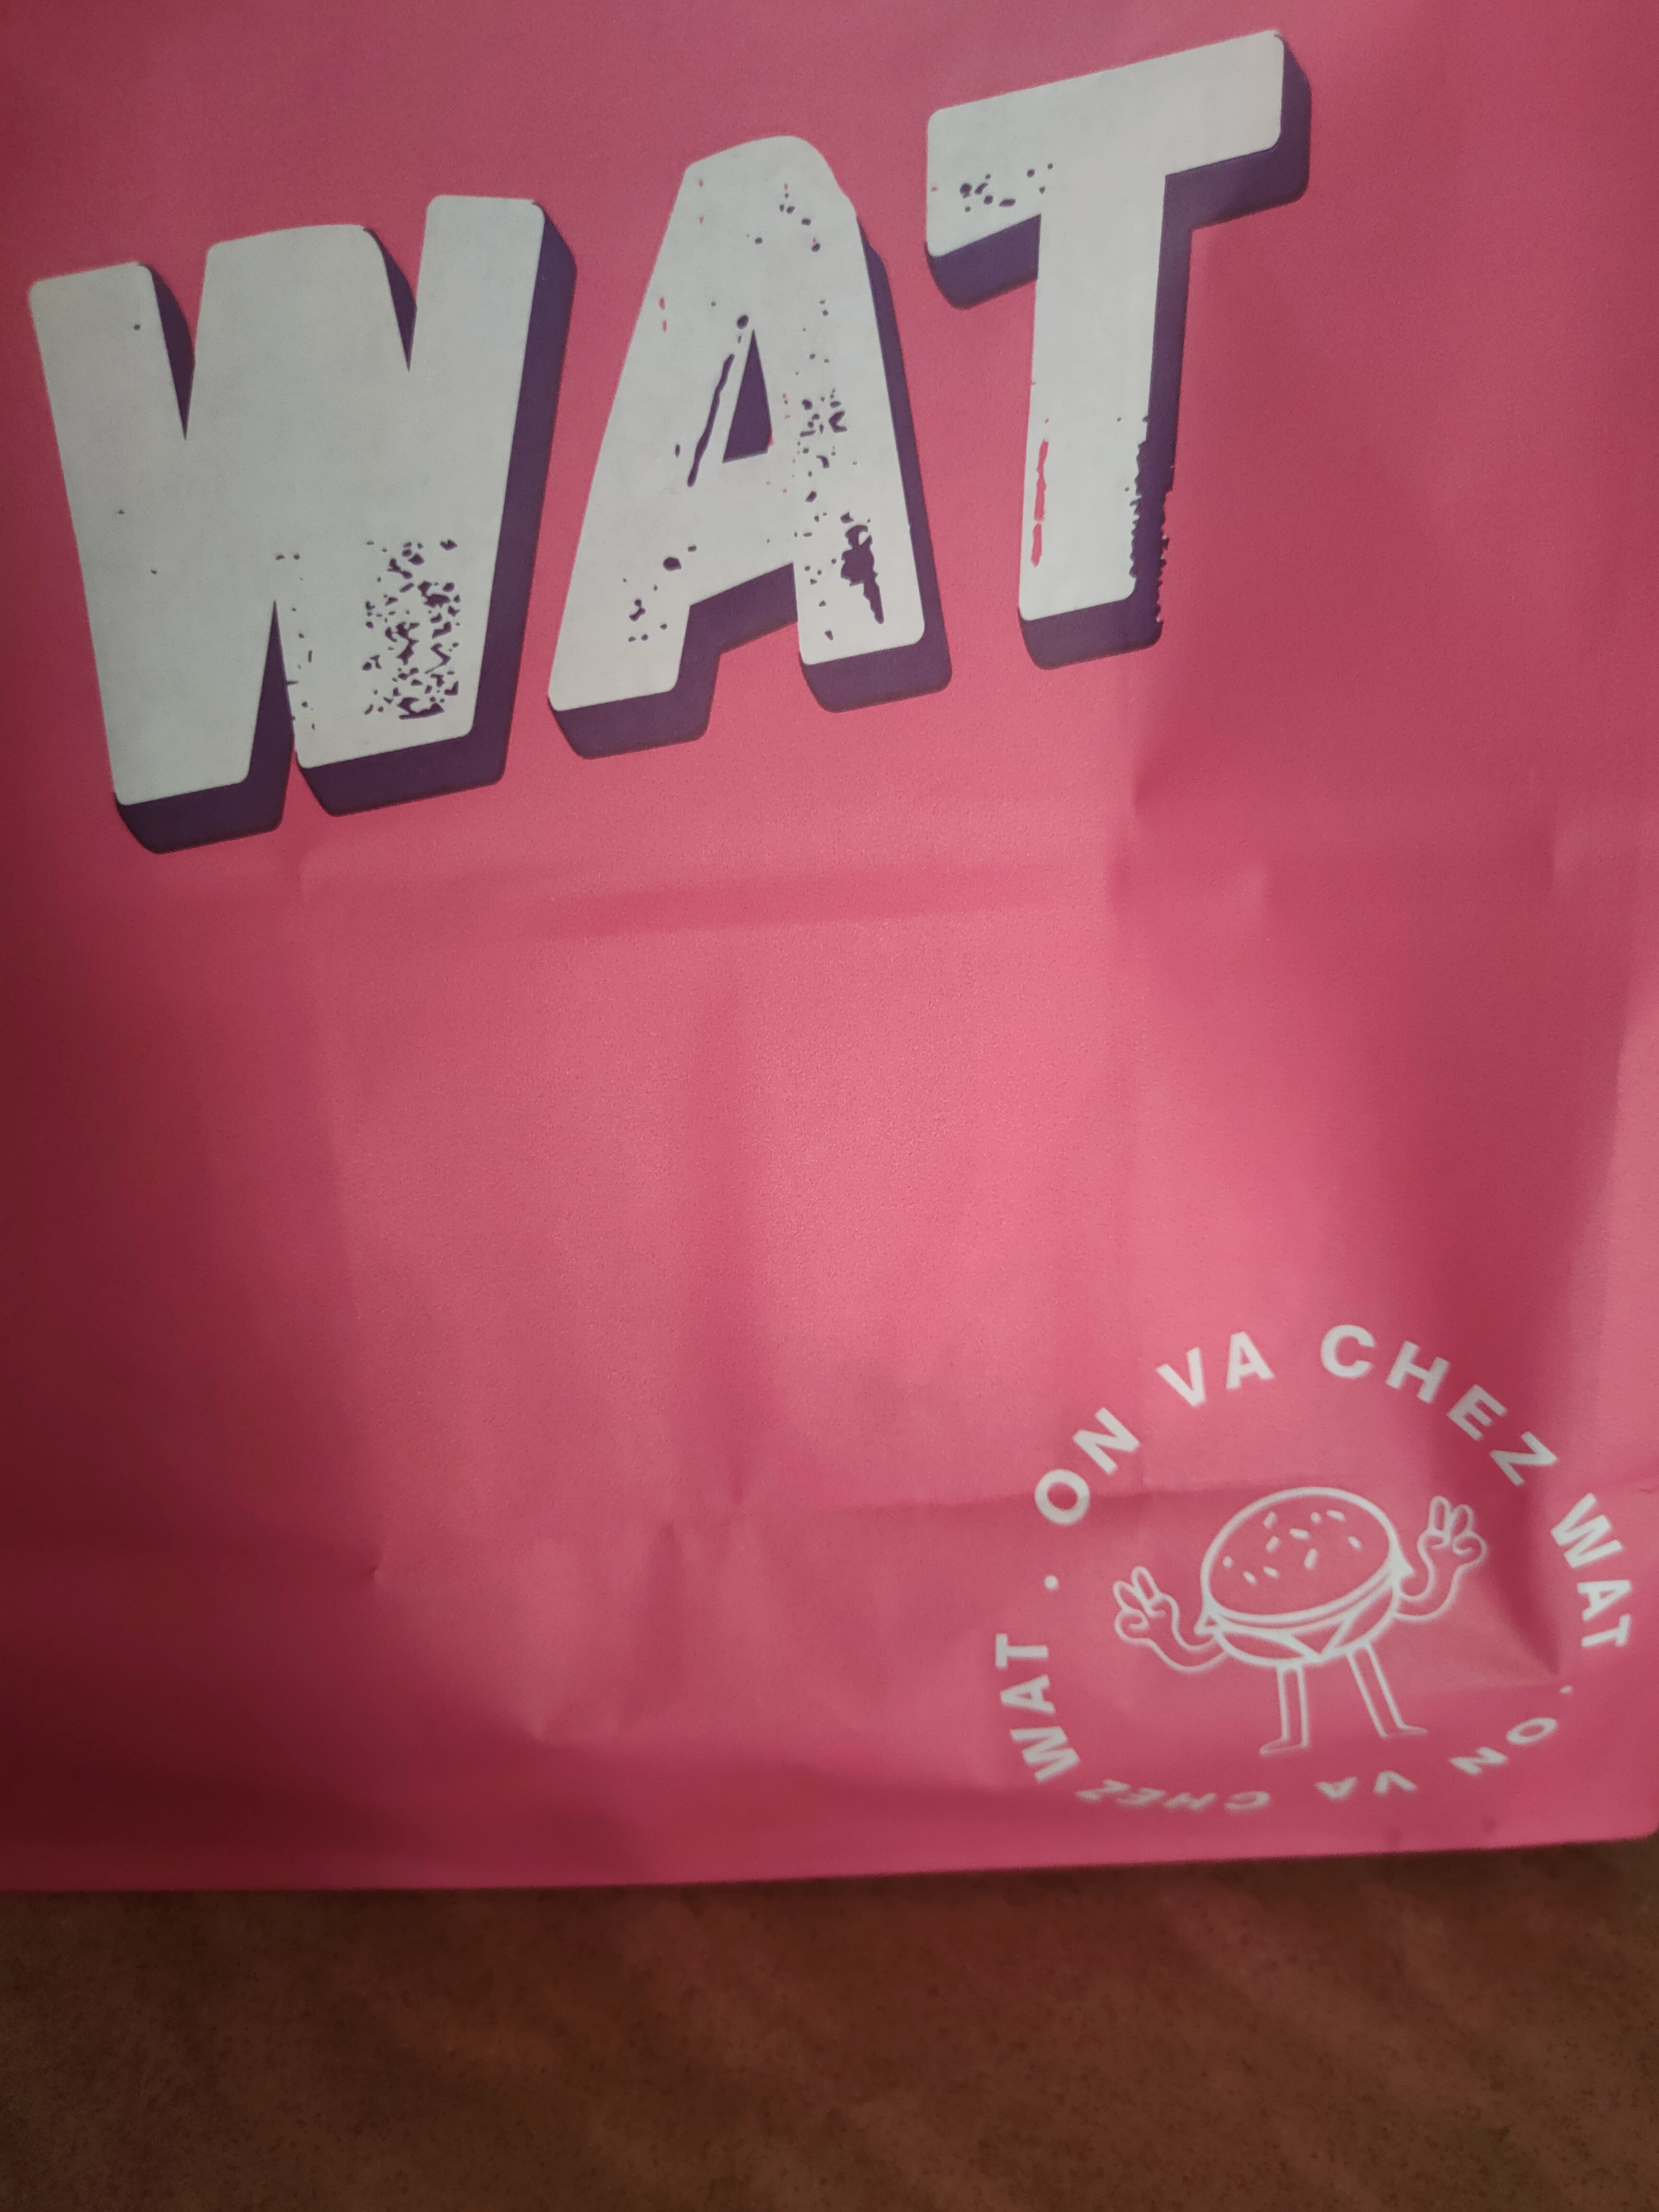 WAT
ON VA CHEZ WAT · ON VA CHEZ WAT ·